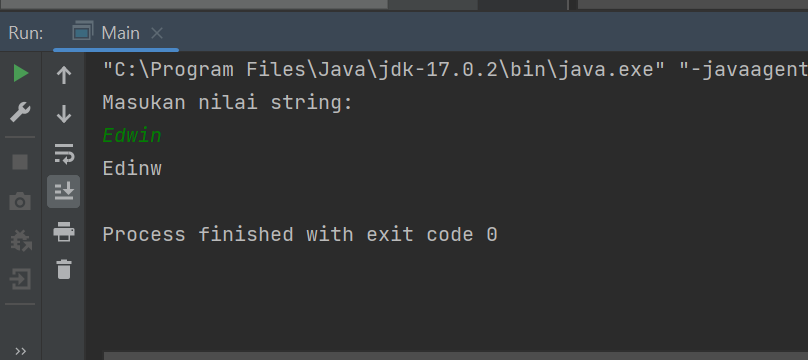 Run: Main
"C:\Program Files\Java\jdk-17.0.2\bin\java.exe" "-javaagent
Masukan nilai string:
Edwin
Edinw
Process finished with exit code 0